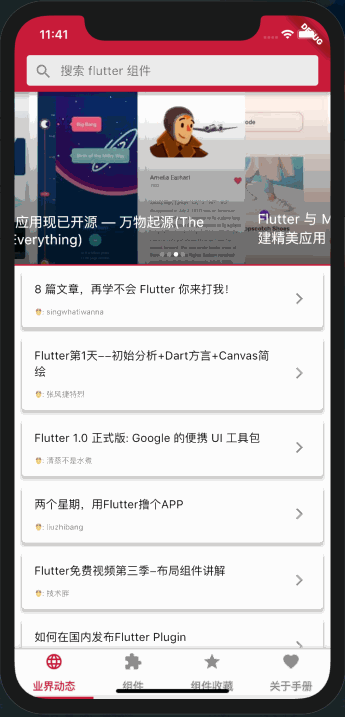 11:41
DEBUG
搜索 flutter 组件
Big Bang
Birth of the Milky Way
Amelia Earhart
应用现已开源 — 万物起源(The
Everything)
Flutter 与 M
建精美应用
8 篇文章，再学不会 Flutter 你来打我！
: singwhatiwanna
Flutter第1天--初始分析+Dart方言+Canvas简
绘
: 张风捷特烈
Flutter 1.0 正式版: Google 的便携 UI 工具包
: 清蒸不是水煮
两个星期，用Flutter撸个APP
: liuzhibang
Flutter免费视频第三季-布局组件讲解
: 技术胖
如何在国内发布Flutter Plugin
业界动态
组件
组件收藏
关于手册